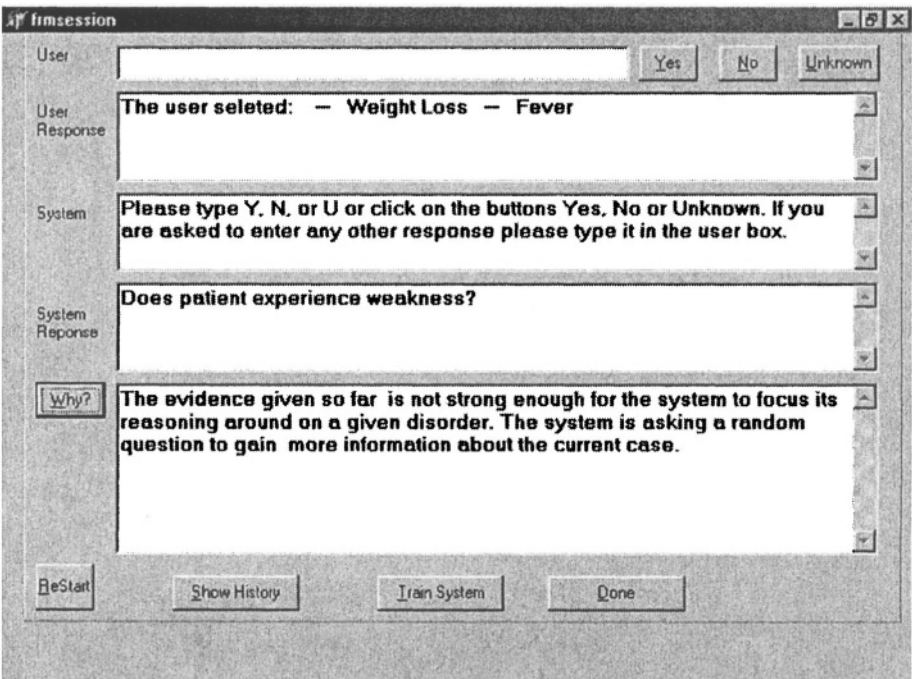 frmsession
User
Yes No Unknown
User
Response
The user seleted: – Weight Loss – Fever
System
Please type Y, N, or U or click on the buttons Yes, No or Unknown. If you
are asked to enter any other response please type it in the user box.
System
Reponse
Does patient experience weakness?
Why?
The evidence given so far is not strong enough for the system to focus its
reasoning around on a given disorder. The system is asking a random
question to gain more information about the current case.
ReStart Show History Train System Done